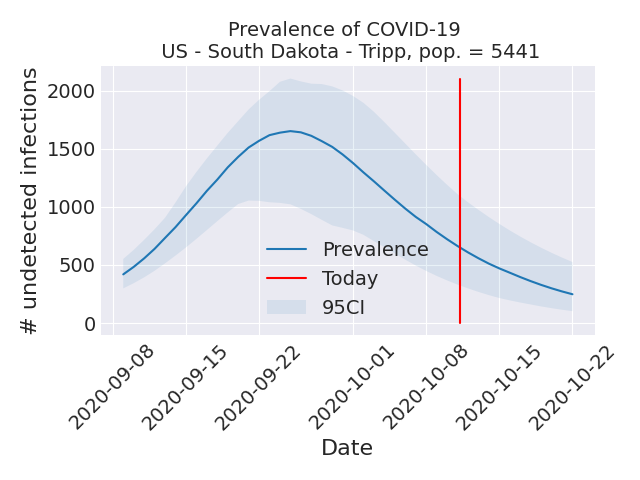 Prevalence of COVID-19
US - South Dakota - Tripp, pop. = 5441
# undetected infections
2000
1500
1000
500
0
Prevalence
Today
95CI
2020-09-08
2020-09-15
2020-09-22
2020-10-01
2020-10-08
2020-10-15
2020-10-22
Date